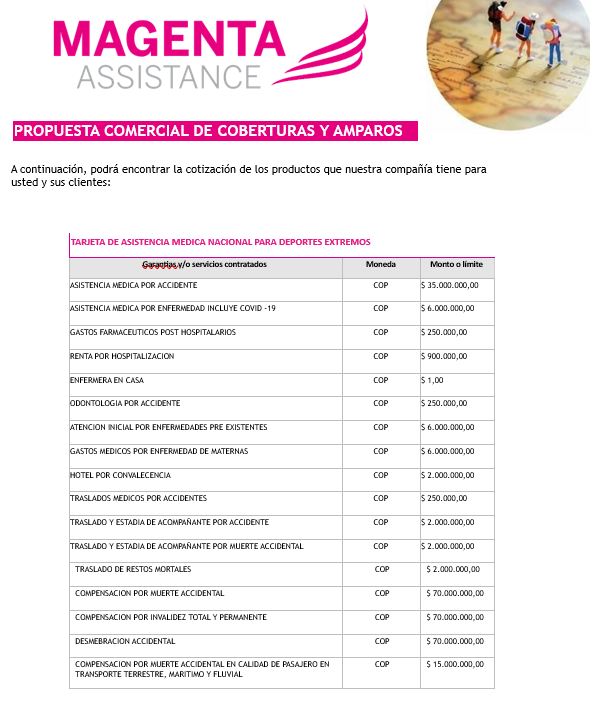 MAGENTA
ASSISTANCE
PROPUESTA COMERCIAL DE COBERTURAS Y AMPAROS
A continuación, podrá encontrar la cotización de los productos que nuestra compañía tiene para
usted y sus clientes:
TARJETA DE ASISTENCIA MEDICA NACIONAL PARA DEPORTES EXTREMOS
Garantías y/o servicios contratados Moneda Monto o límite
ASISTENCIA MEDICA POR ACCIDENTE COP $ 35.000.000,00
ASISTENCIA MEDICA POR ENFERMEDAD INCLUYE COVID -19 COP $ 6.000.000,00
GASTOS FARMACEUTICOS POST HOSPITALARIOS COP $ 250.000,00
RENTA POR HOSPITALIZACION COP $ 900.000,00
ENFERMERA EN CASA COP $ 1,00
ODONTOLOGIA POR ACCIDENTE COP $ 250.000,00
ATENCION INICIAL POR ENFERMEDADES PRE EXISTENTES COP $ 6.000.000,00
GASTOS MEDICOS POR ENFERMEDAD DE MATERNAS COP $ 6.000.000,00
HOTEL POR CONVALECENCIA COP $ 2.000.000,00
TRASLADOS MEDICOS POR ACCIDENTES COP $ 250.000,00
TRASLADO Y ESTADIA DE ACOMPAÑANTE POR ACCIDENTE COP $ 2.000.000,00
TRASLADO Y ESTADIA DE ACOMPAÑANTE POR MUERTE ACCIDENTAL COP $ 2.000.000,00
TRASLADO DE RESTOS MORTALES COP $ 2.000.000,00
COMPENSACION POR MUERTE ACCIDENTAL COP $ 70.000.000,00
COMPENSACION POR INVALIDEZ TOTAL Y PERMANENTE COP $ 70.000.000,00
DESMEBRACION ACCIDENTAL COP $ 70.000.000,00
COMPENSACION POR MUERTE ACCIDENTAL EN CALIDAD DE PASAJERO EN COP $ 15.000.000,00
TRANSPORTE TERRESTRE, MARITIMO Y FLUVIAL